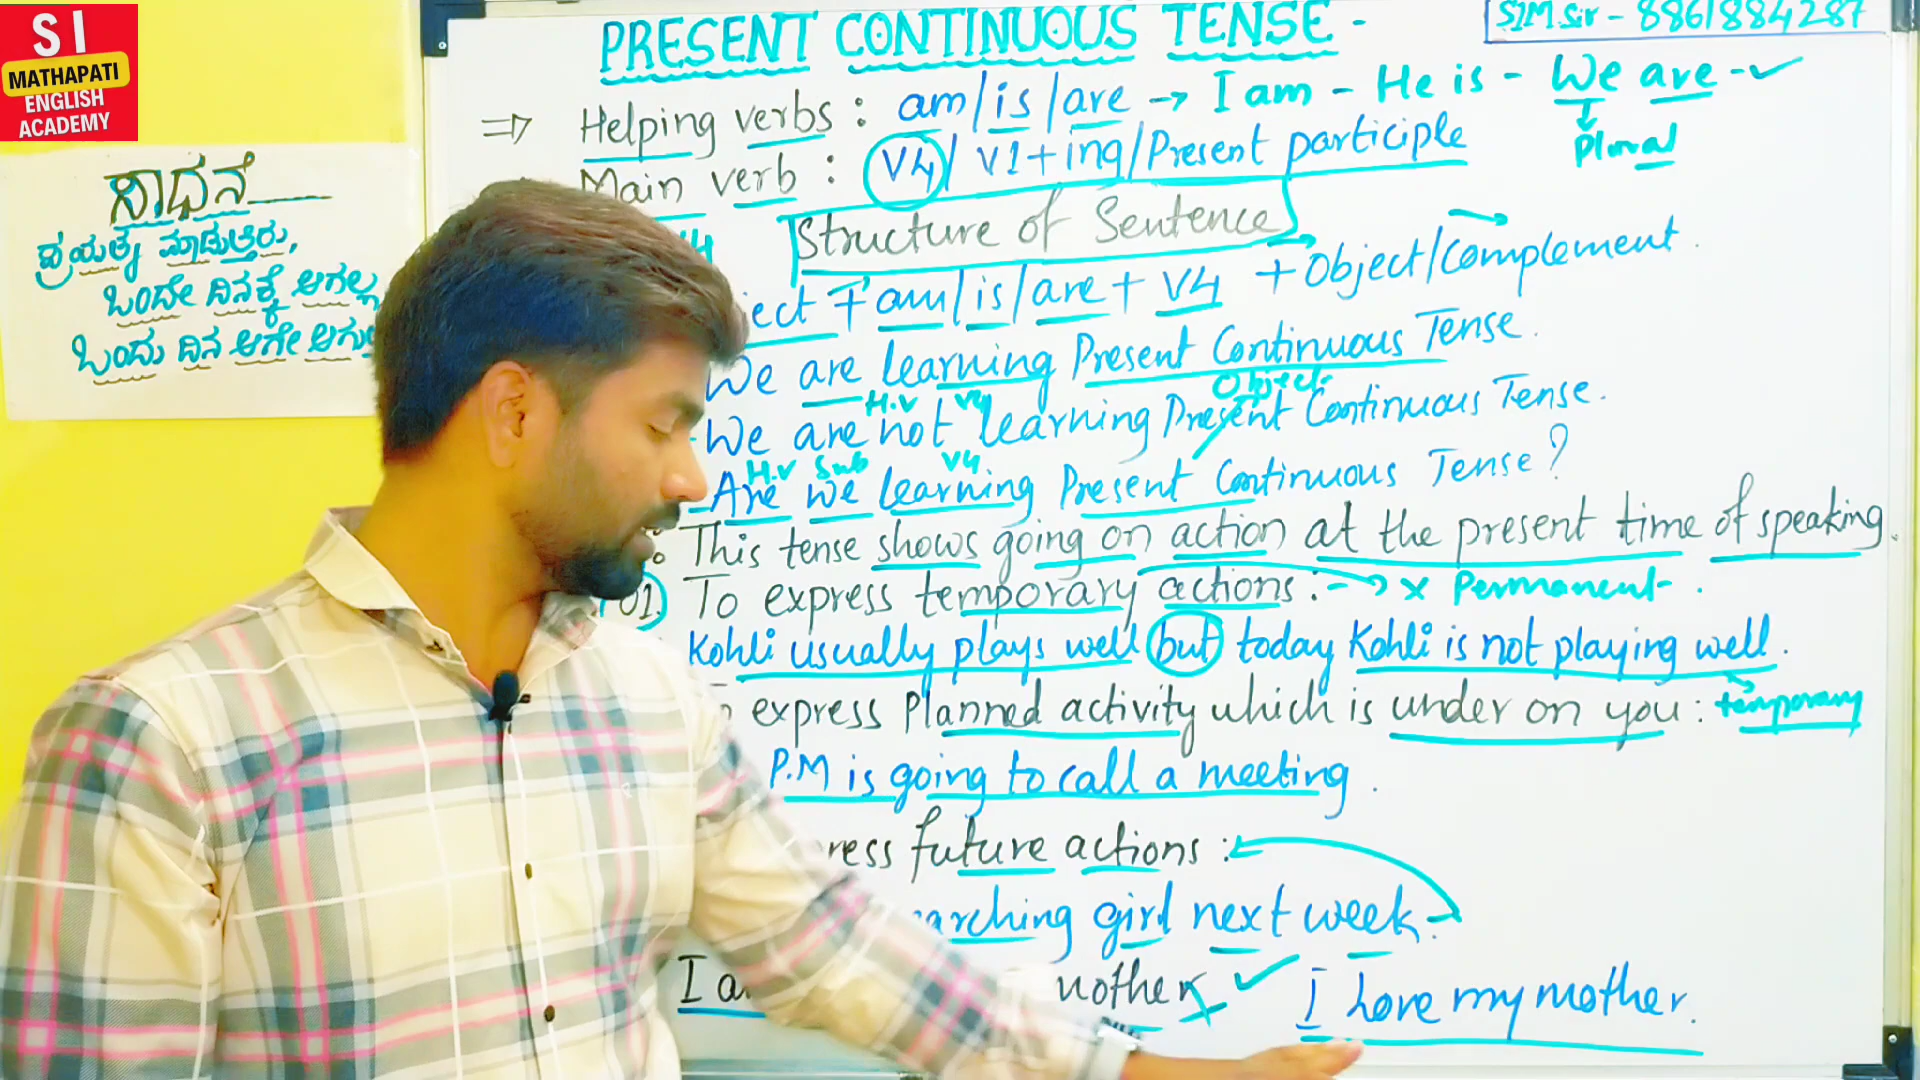 SI
MATHAPATI
ENGLISH
ACADEMY
ಸಾಧನೆ
ಪ್ರಯತ್ನ ಮಾಡುತ್ತಿರು,
ಒಂದೇ ದಿನಕ್ಕೆ ಆಗಲ್ಲ
ಒಂದು ದಿನ ಆಗೇ
PRESENT CONTINUOUS TENSE -
SIM Sir - 8861884287
⇒ Helping verbs : am/is/are → I am - He is - We are - ✓
Plural
Main verb : V4/ V1+ing/Present participle
Structure of Sentence
+ am/is/are + V4 + Object/Complement.
We are learning Present Continuous Tense.
H.V V4 Object
We are not learning Present Continuous Tense.
H.V Sub V4
Are we learning Present Continuous Tense?
This tense shows going on action at the present time of speaking.
01. To express temporary actions :- → x Permanent.
Kohli usually plays well but today Kohli is not playing well.
express Planned activity which is under on you : temporary
P.M is going to call a meeting.
future actions :
girl next week.
I mother x ✓ I love my mother.